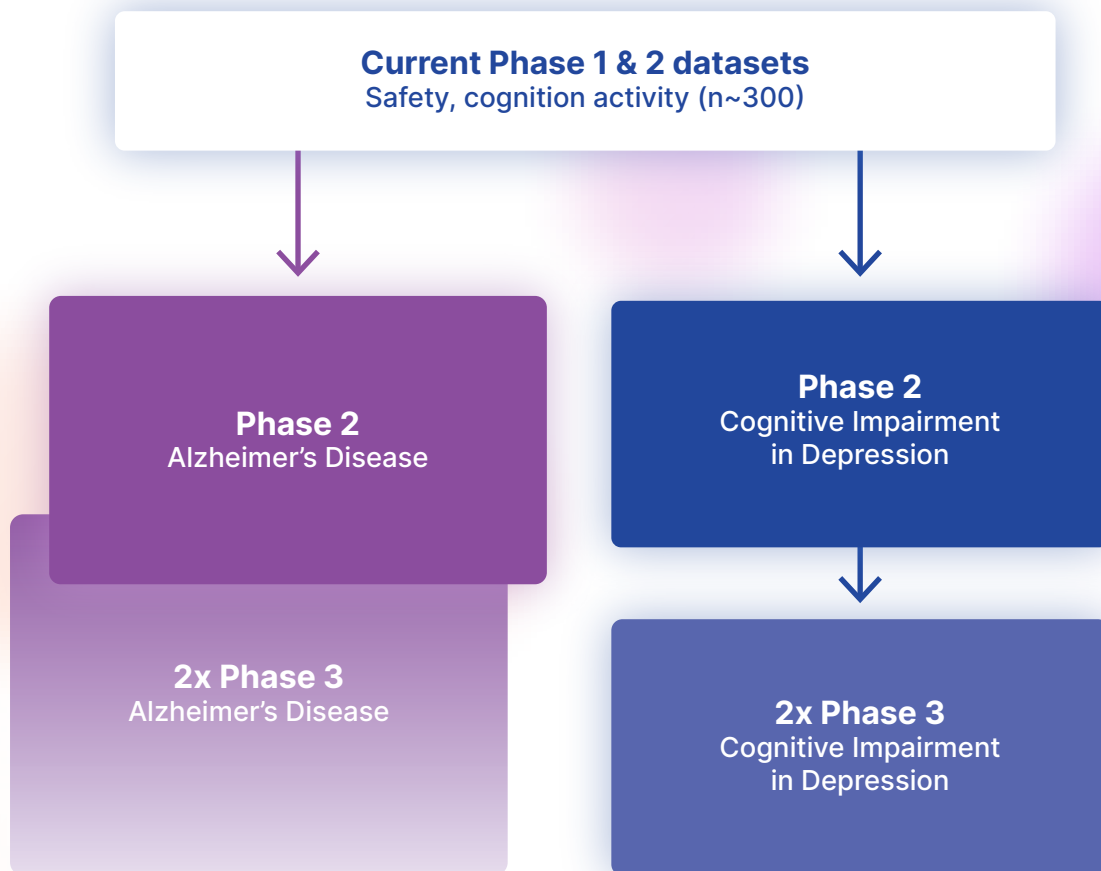 Current Phase 1 & 2 datasets
Safety, cognition activity (n~300)
Phase 2
Alzheimer’s Disease
2x Phase 3
Alzheimer’s Disease
Phase 2
Cognitive Impairment
in Depression
2x Phase 3
Cognitive Impairment
in Depression